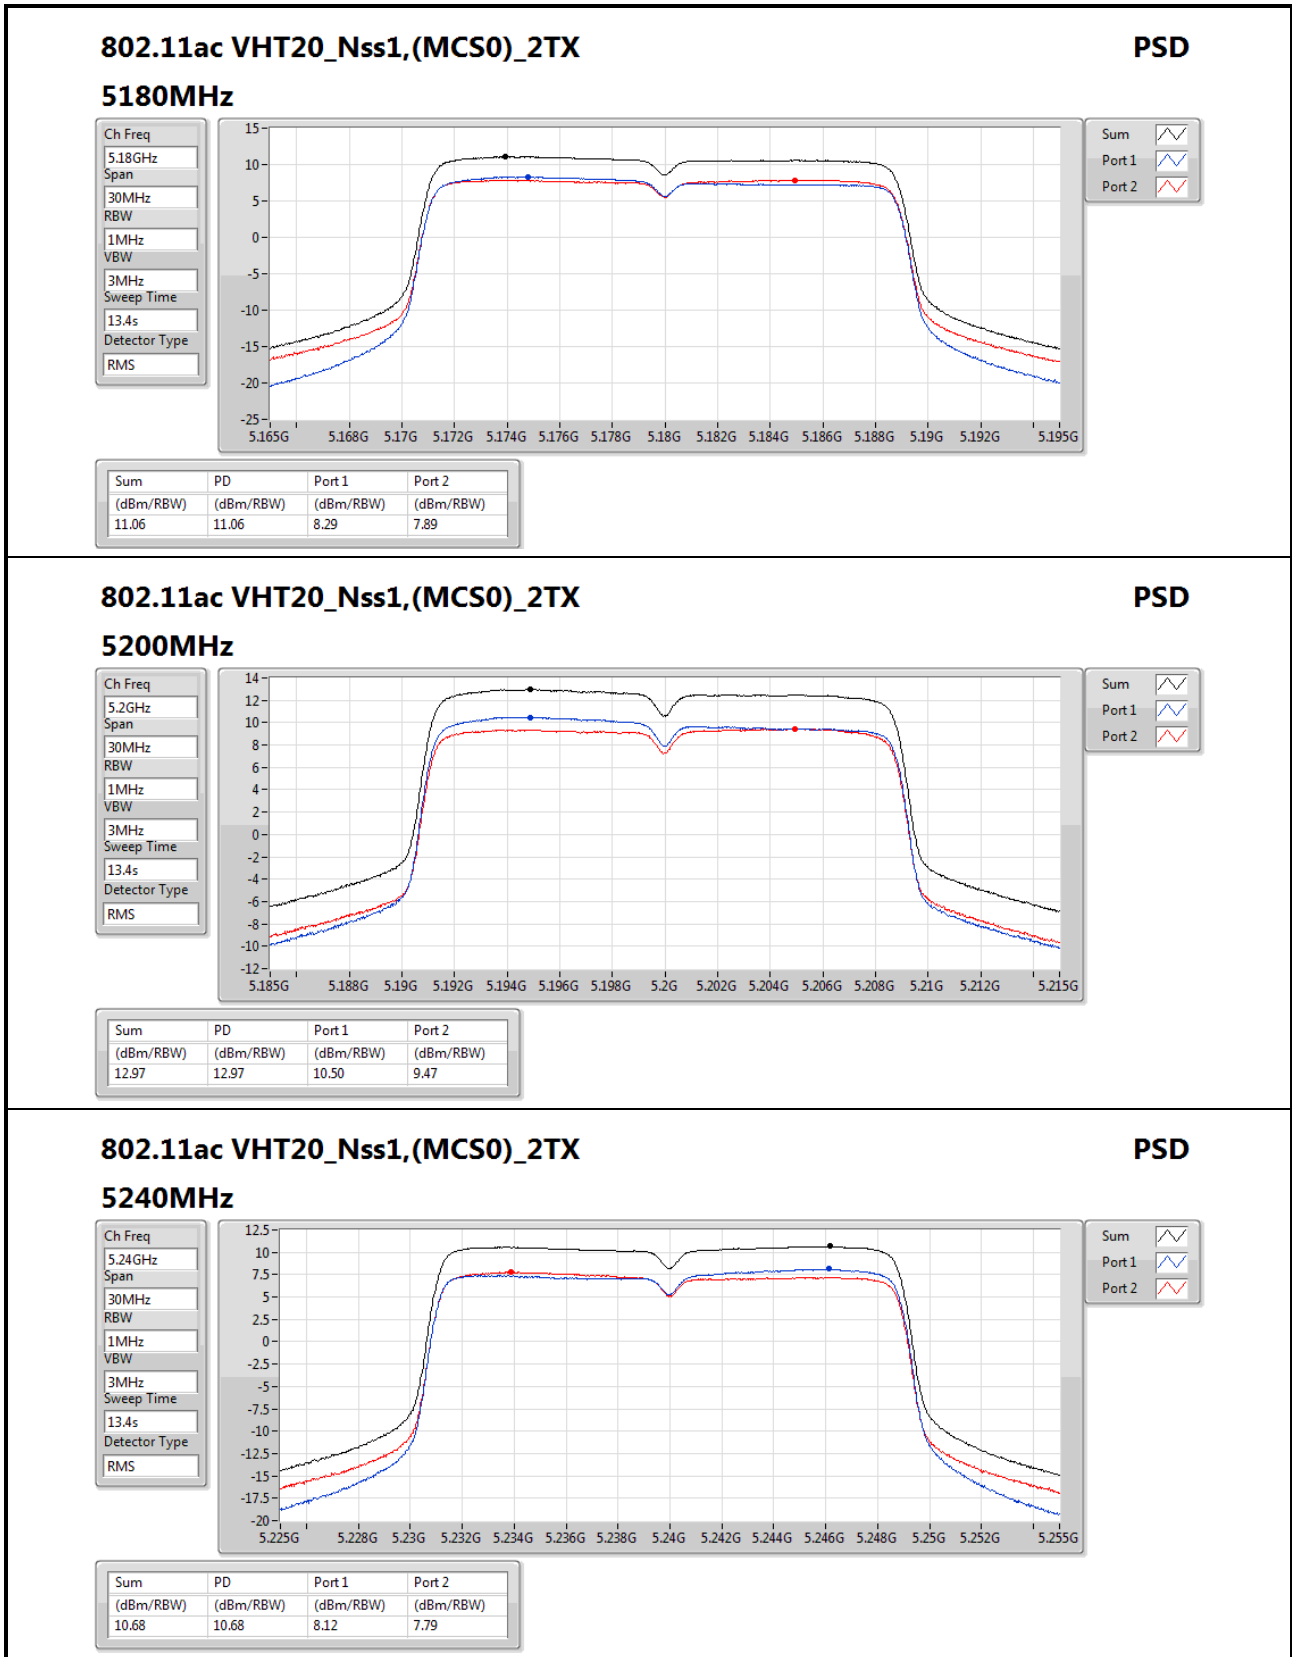 802.11ac VHT20_Nss1,(MCS0)_2TX PSD
5180MHz
Ch Freq
5.18GHz
Span
30MHz
RBW
1MHz
VBW
3MHz
Sweep Time
13.4s
Detector Type
RMS
15
10
5
0
-5
-10
-15
-20
-25
5.165G 5.168G 5.17G 5.172G 5.174G 5.176G 5.178G 5.18G 5.182G 5.184G 5.186G 5.188G 5.19G 5.192G 5.195G
Sum
Port 1
Port 2
Sum PD Port 1 Port 2
(dBm/RBW) (dBm/RBW) (dBm/RBW) (dBm/RBW)
11.06 11.06 8.29 7.89
802.11ac VHT20_Nss1,(MCS0)_2TX PSD
5200MHz
Ch Freq
5.2GHz
Span
30MHz
RBW
1MHz
VBW
3MHz
Sweep Time
13.4s
Detector Type
RMS
14
12
10
8
6
4
2
0
-2
-4
-6
-8
-10
-12
5.185G 5.188G 5.19G 5.192G 5.194G 5.196G 5.198G 5.2G 5.202G 5.204G 5.206G 5.208G 5.21G 5.212G 5.215G
Sum
Port 1
Port 2
Sum PD Port 1 Port 2
(dBm/RBW) (dBm/RBW) (dBm/RBW) (dBm/RBW)
12.97 12.97 10.50 9.47
802.11ac VHT20_Nss1,(MCS0)_2TX PSD
5240MHz
Ch Freq
5.24GHz
Span
30MHz
RBW
1MHz
VBW
3MHz
Sweep Time
13.4s
Detector Type
RMS
12.5
10
7.5
5
2.5
0
-2.5
-5
-7.5
-10
-12.5
-15
-17.5
-20
5.225G 5.228G 5.23G 5.232G 5.234G 5.236G 5.238G 5.24G 5.242G 5.244G 5.246G 5.248G 5.25G 5.252G 5.255G
Sum
Port 1
Port 2
Sum PD Port 1 Port 2
(dBm/RBW) (dBm/RBW) (dBm/RBW) (dBm/RBW)
10.68 10.68 8.12 7.79